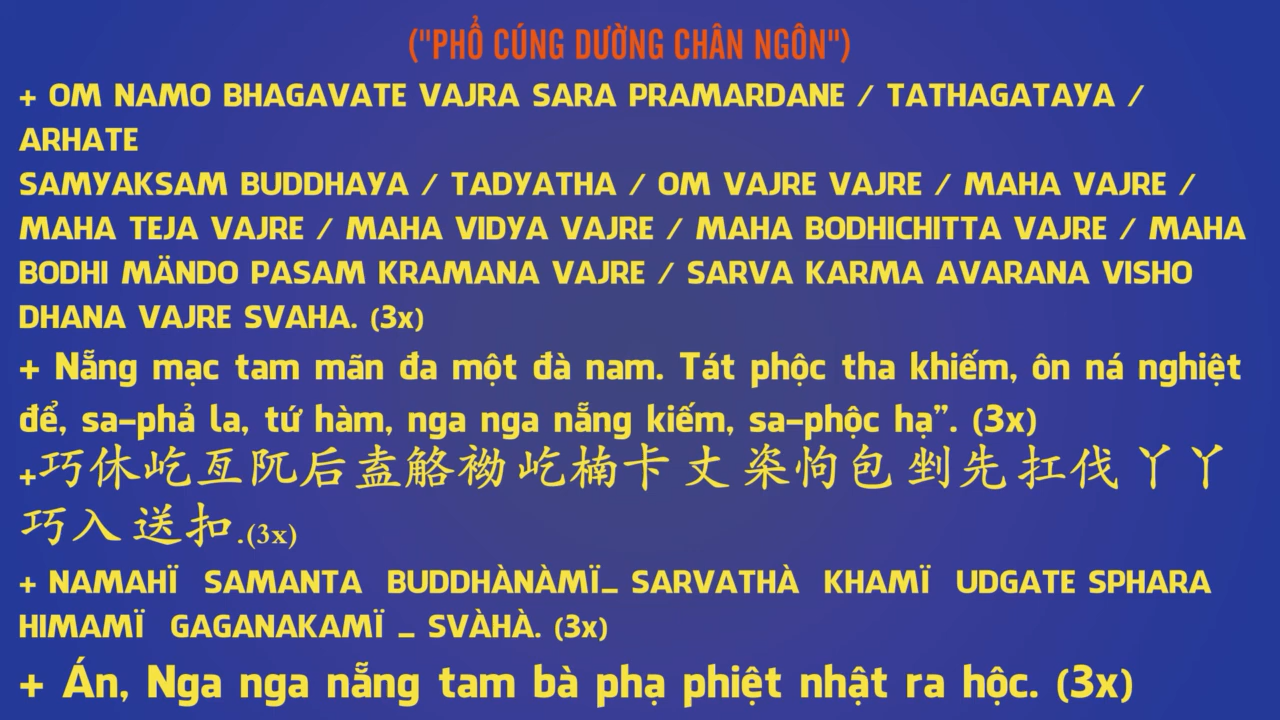 ("PHỔ CÚNG DƯỜNG CHÂN NGÔN")
+ OM NAMO BHAGAVATE VAJRA SARA PRAMARDANE / TATHAGATAYA /
ARHATE
SAMYAKSAM BUDDHAYA / TADYATHA / OM VAJRE VAJRE / MAHA VAJRE /
MAHA TEJA VAJRE / MAHA VIDYA VAJRE / MAHA BODHICHITTA VAJRE / MAHA
BODHI MÄNDO PASAM KRAMANA VAJRE / SARVA KARMA AVARANA VISHO
DHANA VAJRE SVAHA. (3x)
+ Nẵng mạc tam mãn đa một đà nam. Tát phộc tha khiếm, ôn ná nghiệt
để, sa-phả la, tứ hàm, nga nga nẵng kiếm, sa-phộc hạ”. (3x)
+巧休屹亙阢后盍觡袎屹楠卡丈栥怐包剉先扛伐丫丫
巧入送扣.(3x)
+ NAMAHÏ SAMANTA BUDDHÀNÀMÏ_ SARVATHÀ KHAMÏ UDGATE SPHARA
HIMAMÏ GAGANAKAMÏ _ SVÀHÀ. (3x)
+ Án, Nga nga nẵng tam bà phạ phiệt nhật ra hộc. (3x)